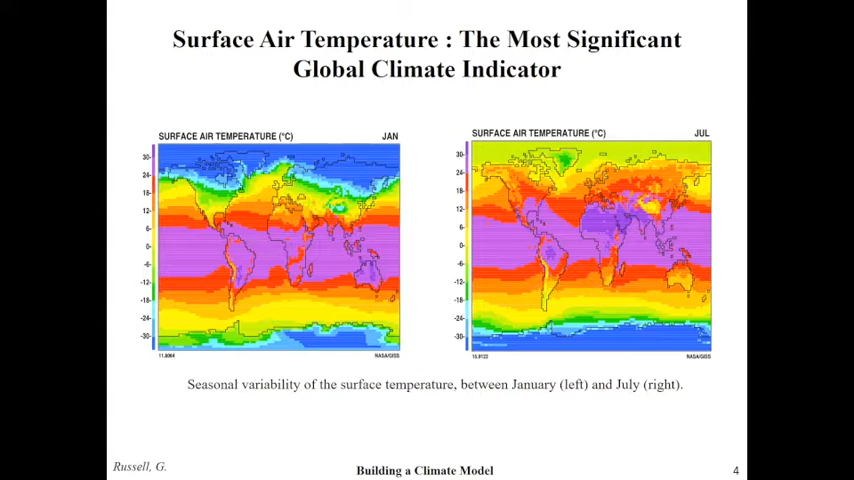 Surface Air Temperature : The Most Significant
Global Climate Indicator
SURFACE AIR TEMPERATURE (°C) JAN
30
24
18
12
6
0
-6
-12
-18
-24
-30
NASA/GISS
SURFACE AIR TEMPERATURE (°C) JUL
30
24
18
12
6
0
-6
-12
-18
-24
-30
NASA/GISS
Seasonal variability of the surface temperature, between January (left) and July (right).
Russell, G.
Building a Climate Model
4